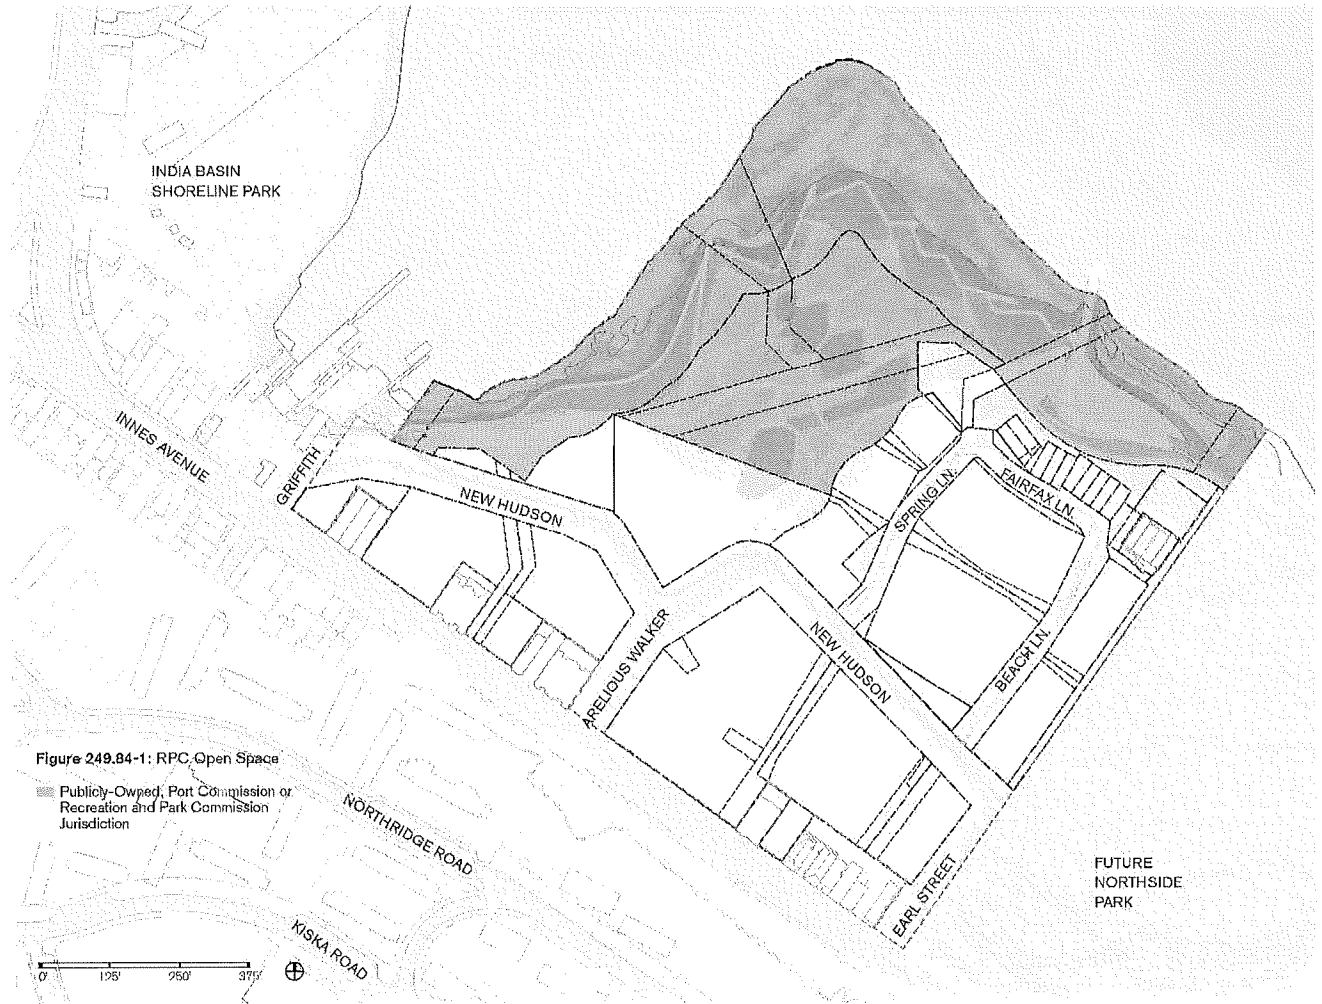 INDIA BASIN
SHORELINE PARK
INNES AVENUE
GRIFFITH
NEW HUDSON
SPRING LN.
FAIRFAX LN.
ARELIOUS WALKER
NEW HUDSON
BEACH LN.
Figure 249.84-1: RPC Open Space
Publicly-Owned, Port Commission or
Recreation and Park Commission
Jurisdiction
NORTHRIDGE ROAD
EARL STREET
FUTURE
NORTHSIDE
PARK
KISKA ROAD
0' 125' 250' 375'